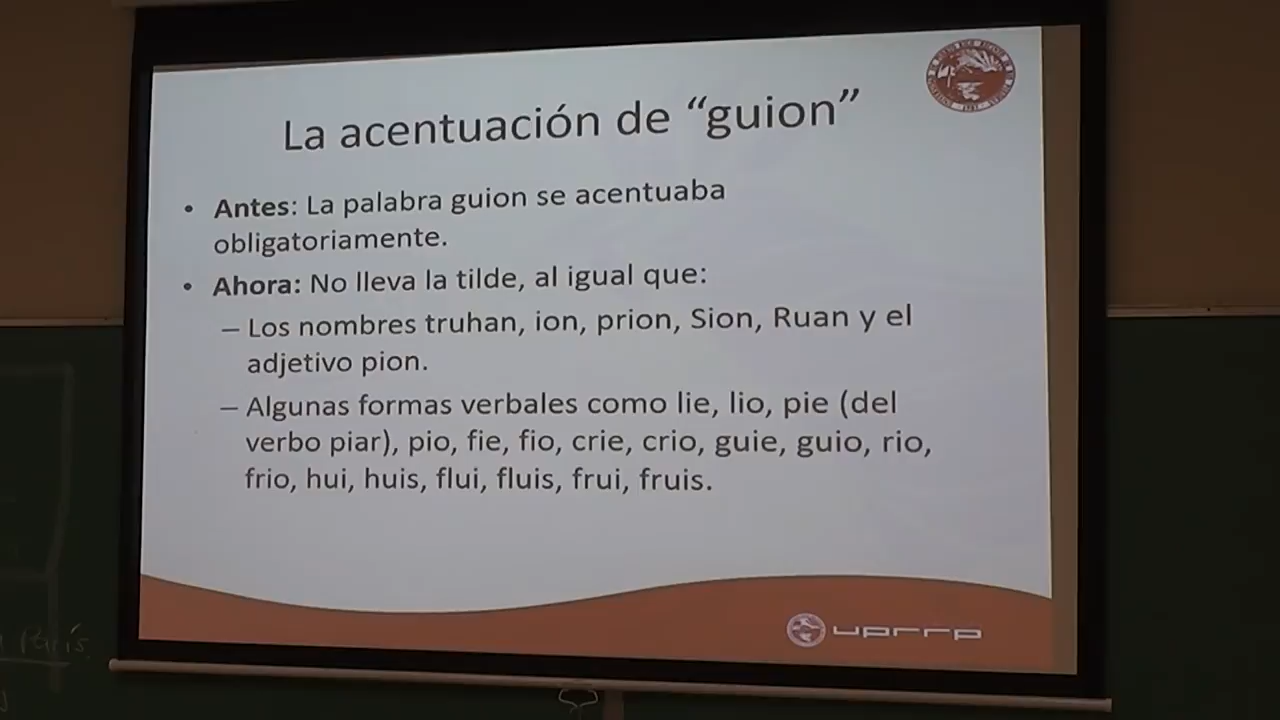 La acentuación de “guion”
• Antes: La palabra guion se acentuaba
obligatoriamente.
• Ahora: No lleva la tilde, al igual que:
– Los nombres truhan, ion, prion, Sion, Ruan y el
adjetivo pion.
– Algunas formas verbales como lie, lio, pie (del
verbo piar), pio, fie, fio, crie, crio, guie, guio, rio,
frio, hui, huis, flui, fluis, frui, fruis.
uprrp
París